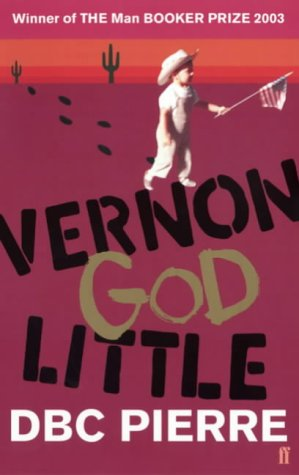 Winner of THE Man BOOKER PRIZE 2003
VERNON
GOD
LITTLE
DBC PIERRE
ff